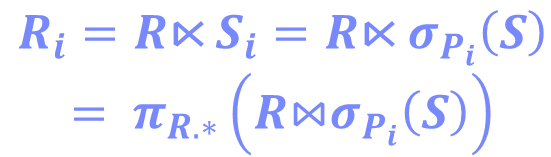 Rᵢ = R ⋉ Sᵢ = R ⋉ σ_{Pᵢ}(S)
= π_{R.*}(R⋈σ_{Pᵢ}(S))